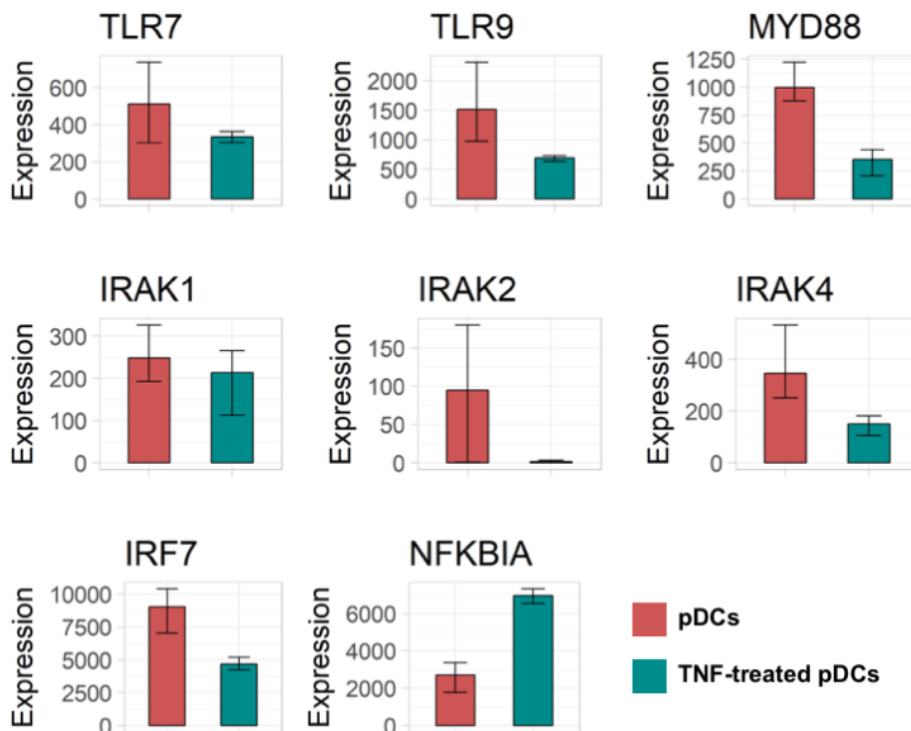 TLR7
TLR9
MYD88
Expression
600
400
200
0
Expression
2000
1500
1000
500
0
Expression
1250
1000
750
500
250
0
IRAK1
IRAK2
IRAK4
Expression
300
200
100
0
Expression
150
100
50
0
Expression
400
200
0
IRF7
NFKBIA
Expression
10000
7500
5000
2500
0
Expression
6000
4000
2000
0
pDCs
TNF-treated pDCs